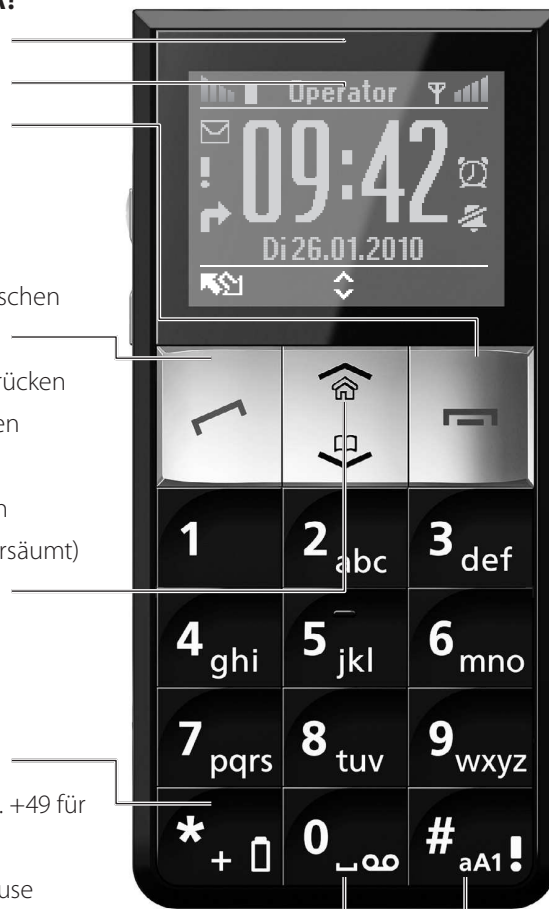 A!
Operator
09:42
Di 26.01.2010
schen
rücken
en
n
rsäumt)
1
2 abc
3 def
4 ghi
5 jkl
6 mno
7 pqrs
8 tuv
9 wxyz
. +49 für
* +
0
# aA1 !
use